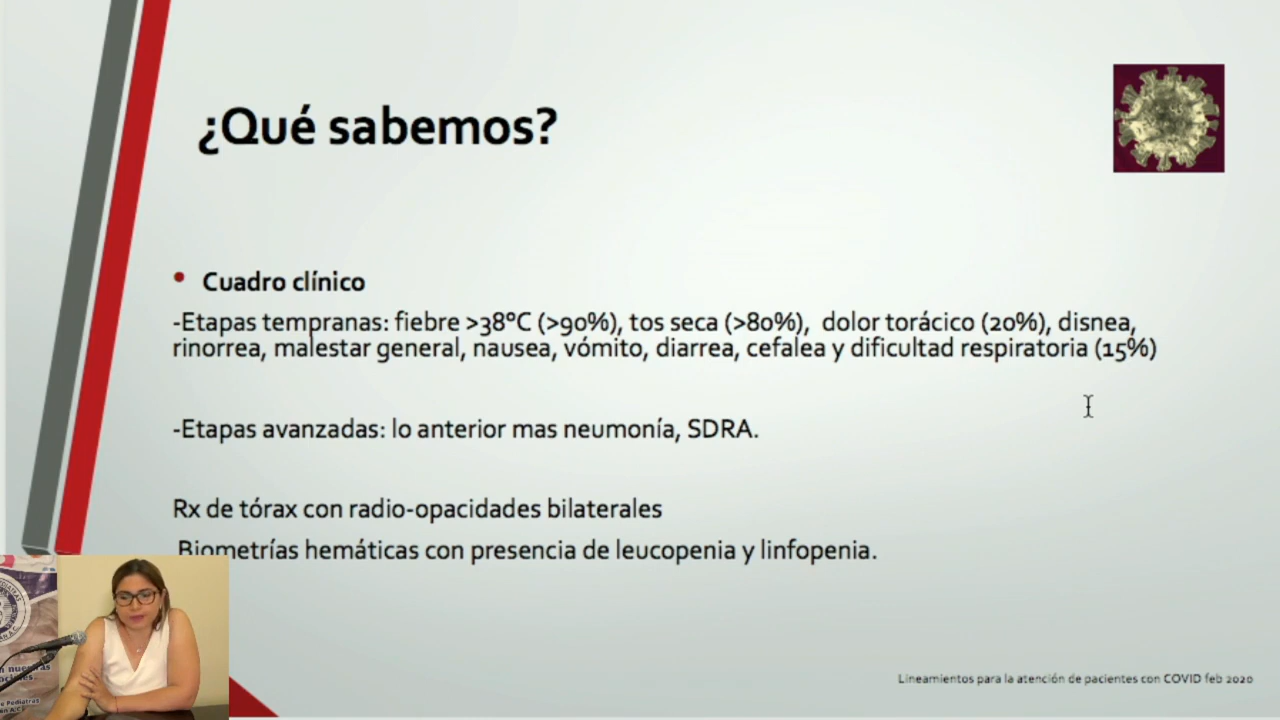 ¿Qué sabemos?
• Cuadro clínico
-Etapas tempranas: fiebre >38°C (>90%), tos seca (>80%), dolor torácico (20%), disnea,
rinorrea, malestar general, nausea, vómito, diarrea, cefalea y dificultad respiratoria (15%)
-Etapas avanzadas: lo anterior mas neumonía, SDRA.
Rx de tórax con radio-opacidades bilaterales
Biometrías hemáticas con presencia de leucopenia y linfopenia.
Lineamientos para la atención de pacientes con COVID feb 2020